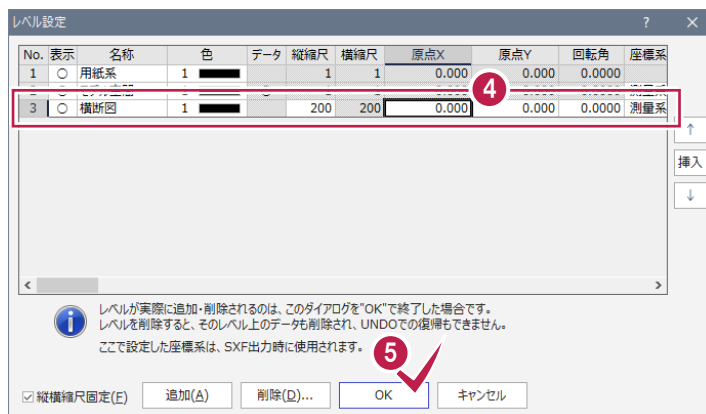 レベル設定 ? ×
No. 表示 名称 色 データ 縦縮尺 横縮尺 原点X 原点Y 回転角 座標系
1 ○ 用紙系 1 1 1 0.000 0.000 0.0000
4
3 ○ 横断図 1 200 200 0.000 0.000 0.0000 測量系
↑
挿入
↓
< >
レベルが実際に追加・削除されるのは、このダイアログを"OK"で終了した場合です。
レベルを削除すると、そのレベル上のデータも削除され、UNDOでの復帰もできません。
ここで設定した座標系は、SXF出力時に使用されます。
5
縦横縮尺固定(F) 追加(A) 削除(D)... OK キャンセル